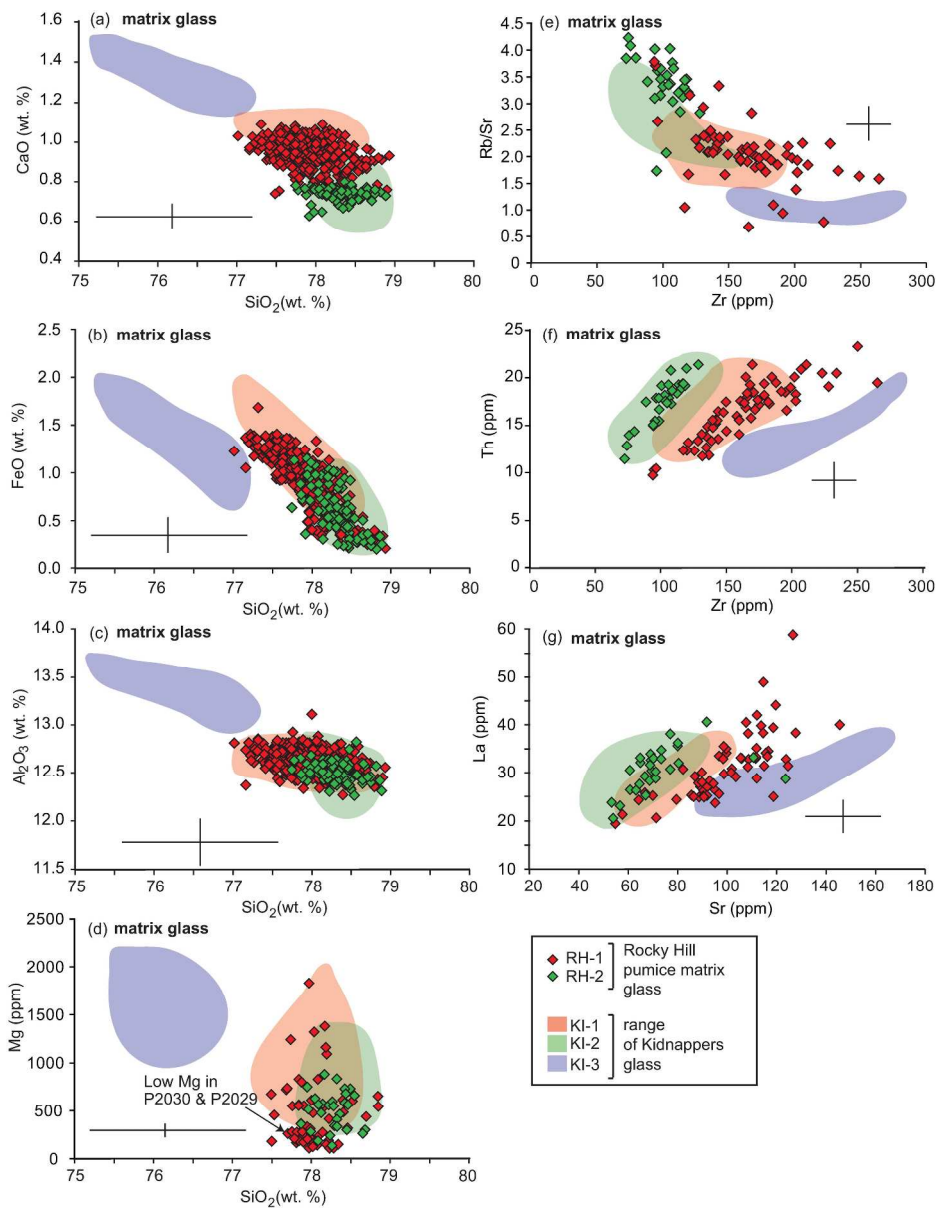 (a) matrix glass
1.6
1.4
1.2
1.0
0.8
0.6
0.4
CaO (wt. %)
75 76 77 78 79 80
SiO2(wt. %)
(b) matrix glass
2.5
2.0
1.5
1.0
0.5
0.0
FeO (wt. %)
75 76 77 78 79 80
SiO2(wt. %)
(c) matrix glass
14.0
13.5
13.0
12.5
12.0
11.5
Al2O3 (wt. %)
75 76 77 78 79 80
SiO2(wt. %)
(d) matrix glass
2500
2000
1500
1000
500
0
Mg (ppm)
Low Mg in
P2030 & P2029
75 76 77 78 79 80
SiO2(wt. %)
(e) matrix glass
4.5
4.0
3.5
3.0
2.5
2.0
1.5
1.0
0.5
0
Rb/Sr
0 50 100 150 200 250 300
Zr (ppm)
(f) matrix glass
25
20
15
10
5
0
Th (ppm)
0 50 100 150 200 250 300
Zr (ppm)
(g) matrix glass
60
50
40
30
20
10
La (ppm)
20 40 60 80 100 120 140 160 180
Sr (ppm)
RH-1
RH-2
Rocky Hill
pumice matrix
glass
KI-1
KI-2
KI-3
range
of Kidnappers
glass